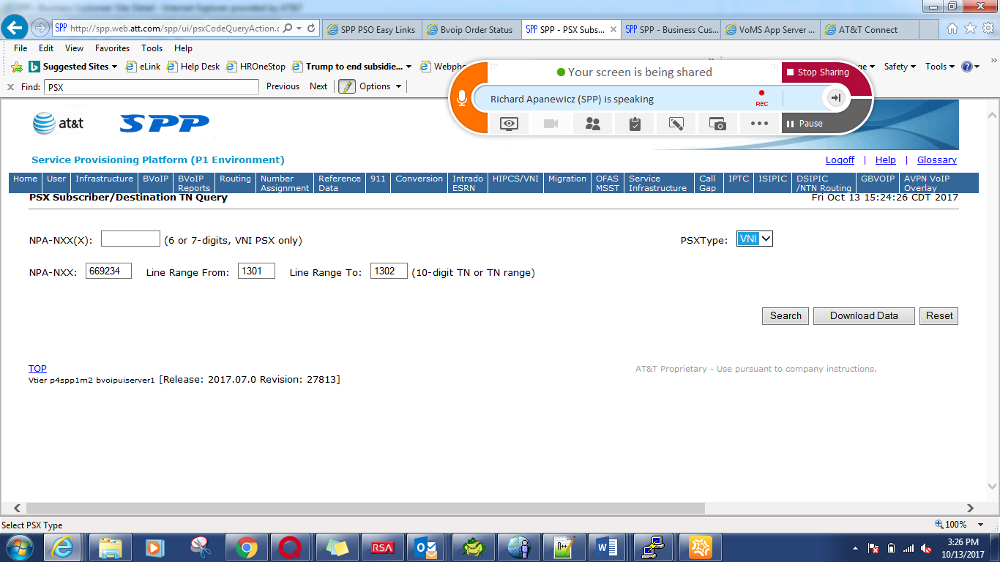 SPP http://spp.web.att.com/spp/ui/psxCodeQueryAction.c
SPP PSO Easy Links
Bvoip Order Status
SPP SPP - PSX Subs...
SPP SPP - Business Cus...
VoMS App Server ...
AT&T Connect
File Edit View Favorites Tools Help
Suggested Sites eLink Help Desk HROneStop Trump to end subsidie... Webpho
Safety Tools
x Find: PSX Previous Next Options
Your screen is being shared
Stop Sharing
Richard Apanewicz (SPP) is speaking
REC
Pause
at&t SPP
Service Provisioning Platform (P1 Environment)
Logoff | Help | Glossary
Home User Infrastructure BVoIP BVoIP Reports Routing Number Assignment Reference Data 911 Conversion Intrado ESRN HIPCS/VNI Migration OFAS MSST Service Infrastructure Call Gap IPTC ISIPIC DSIPIC /NTN Routing GBVOIP AVPN VoIP Overlay
PSX Subscriber/Destination TN Query
Fri Oct 13 15:24:26 CDT 2017
NPA-NXX(X): (6 or 7-digits, VNI PSX only)
PSXType: VNI
NPA-NXX: 669234 Line Range From: 1301 Line Range To: 1302 (10-digit TN or TN range)
Search Download Data Reset
TOP
AT&T Proprietary - Use pursuant to company instructions.
Vtier p4spp1m2 bvoipuiserver1 [Release: 2017.07.0 Revision: 27813]
Select PSX Type
100%
RSA
3:26 PM
10/13/2017